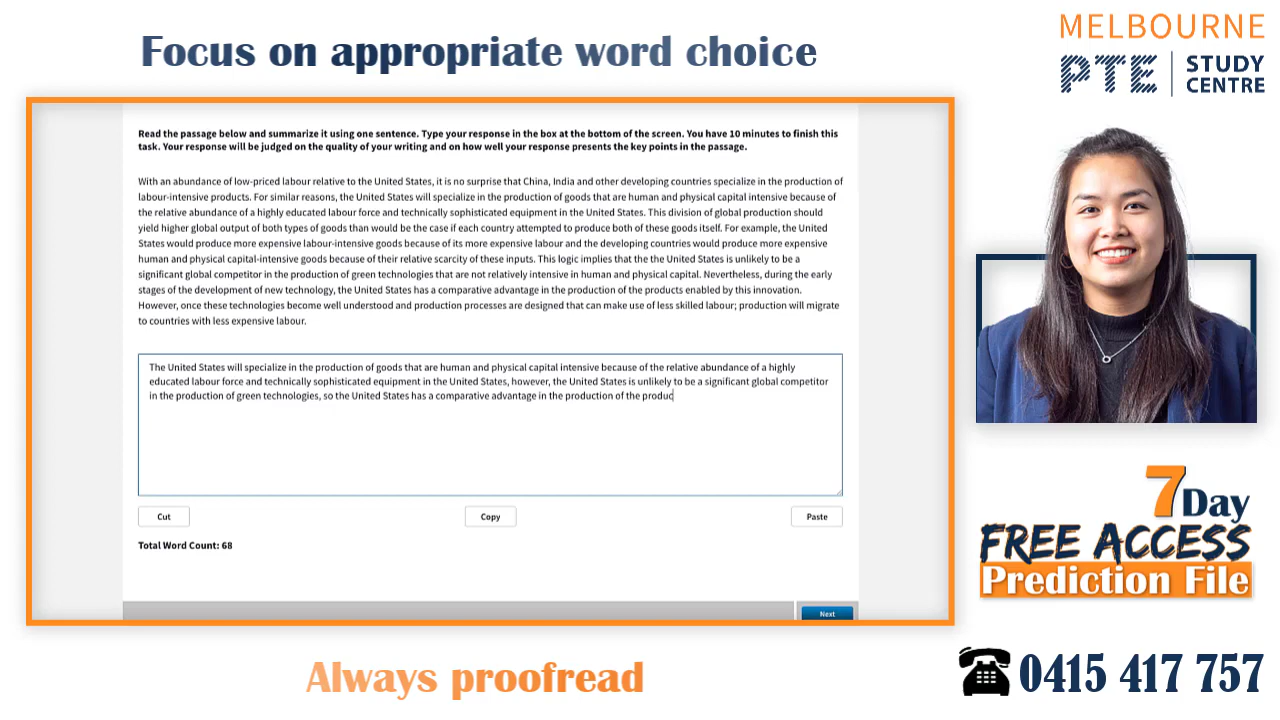 Focus on appropriate word choice
MELBOURNE
PTE
STUDY
CENTRE
Read the passage below and summarize it using one sentence. Type your response in the box at the bottom of the screen. You have 10 minutes to finish this
task. Your response will be judged on the quality of your writing and on how well your response presents the key points in the passage.
With an abundance of low-priced labour relative to the United States, it is no surprise that China, India and other developing countries specialize in the production of
labour-intensive products. For similar reasons, the United States will specialize in the production of goods that are human and physical capital intensive because of
the relative abundance of a highly educated labour force and technically sophisticated equipment in the United States. This division of global production should
yield higher global output of both types of goods than would be the case if each country attempted to produce both of these goods itself. For example, the United
States would produce more expensive labour-intensive goods because of its more expensive labour and the developing countries would produce more expensive
human and physical capital-intensive goods because of their relative scarcity of these inputs. This logic implies that the the United States is unlikely to be a
significant global competitor in the production of green technologies that are not relatively intensive in human and physical capital. Nevertheless, during the early
stages of the development of new technology, the United States has a comparative advantage in the production of the products enabled by this innovation.
However, once these technologies become well understood and production processes are designed that can make use of less skilled labour; production will migrate
to countries with less expensive labour.
The United States will specialize in the production of goods that are human and physical capital intensive because of the relative abundance of a highly
educated labour force and technically sophisticated equipment in the United States, however, the United States is unlikely to be a significant global competitor
in the production of green technologies, so the United States has a comparative advantage in the production of the produc
Cut
Copy
Paste
Total Word Count: 68
Next
7 Day
FREE ACCESS
Prediction File
Always proofread
0415 417 757